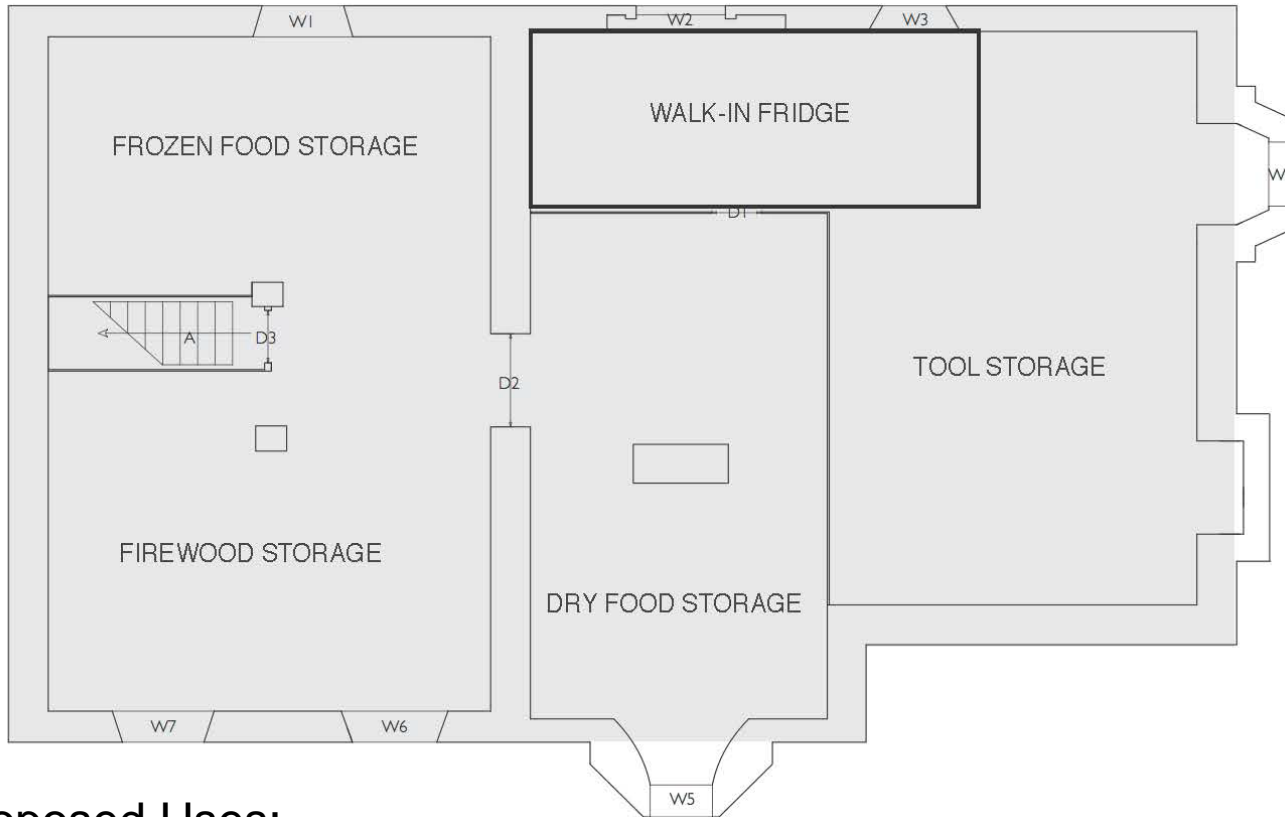 W1
W2
W3
WALK-IN FRIDGE
FROZEN FOOD STORAGE
W
D1
A
D3
TOOL STORAGE
D2
FIREWOOD STORAGE
DRY FOOD STORAGE
W7
W6
W5
Uses: